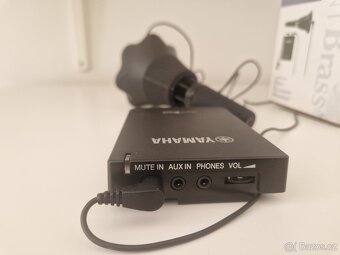 Brass
YAMAHA
MUTE IN AUX IN PHONES VOL
Bazos.cz